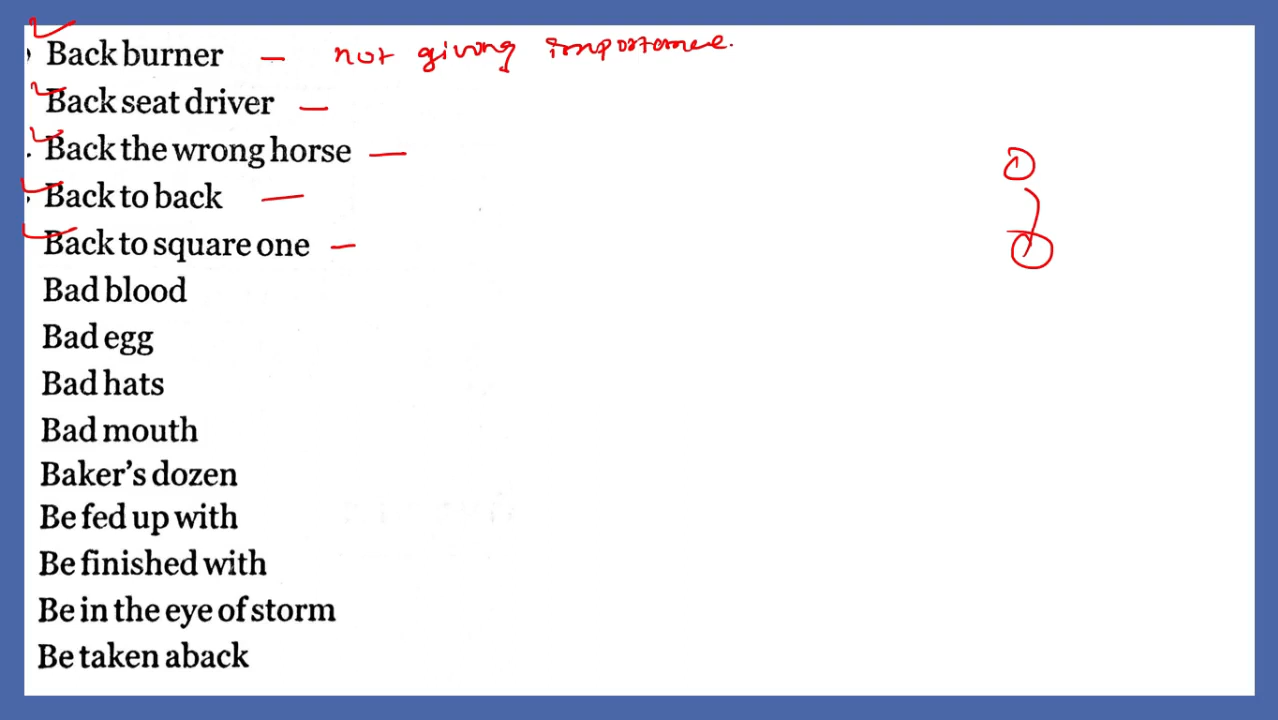 Back burner — not giving importance.
Back seat driver —
Back the wrong horse —
Back to back —
Back to square one —
Bad blood
Bad egg
Bad hats
Bad mouth
Baker's dozen
Be fed up with
Be finished with
Be in the eye of storm
Be taken aback